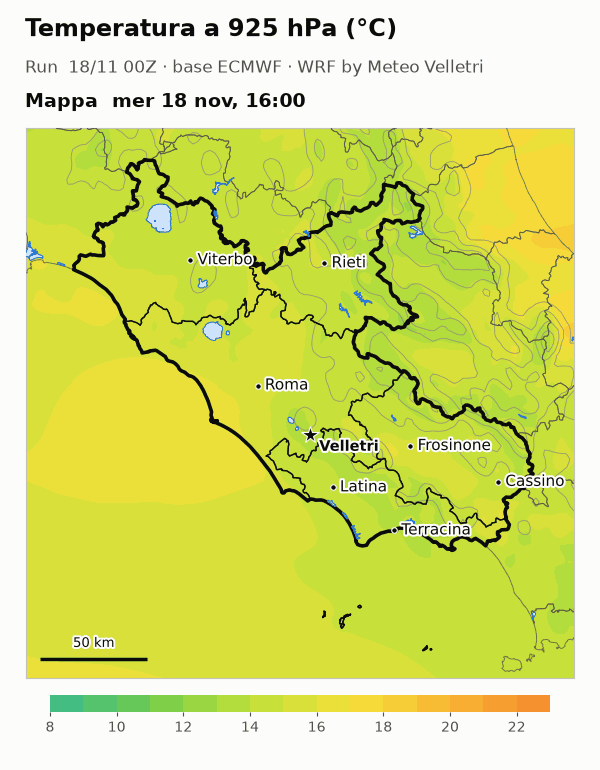 Temperatura a 925 hPa (°C)
Run  18/11 00Z · base ECMWF · WRF by Meteo Velletri
Mappa  mer 18 nov, 16:00
Viterbo
Rieti
Roma
Velletri
Frosinone
Cassino
Latina
Terracina
50 km
8 10 12 14 16 18 20 22